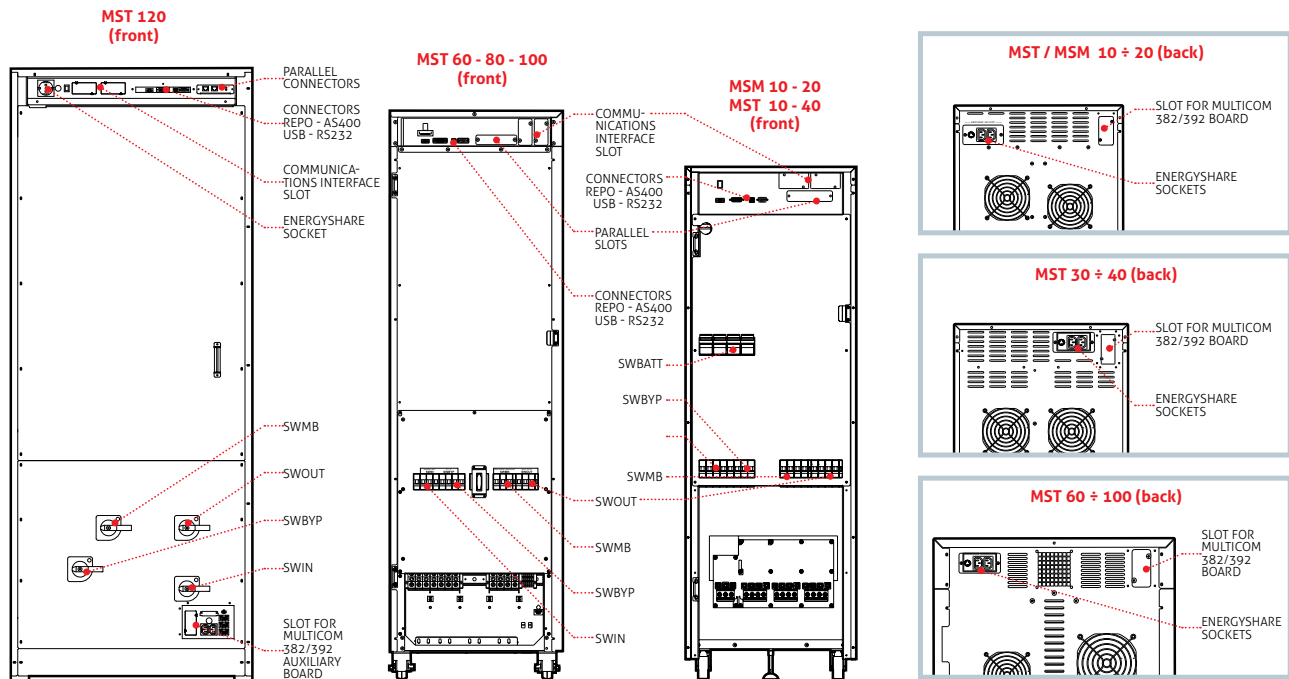 MST 120
(front)
PARALLEL
CONNECTORS
CONNECTORS
REPO - AS400
USB - RS232
COMMUNICA-
TIONS INTERFACE
SLOT
ENERGYSHARE
SOCKET
SWMB
SWOUT
SWBYP
SWIN
SLOT FOR
MULTICOM
382/392
AUXILIARY
BOARD
MST 60 - 80 - 100
(front)
COMMU-
NICATIONS
INTERFACE
SLOT
PARALLEL
SLOTS
CONNECTORS
REPO - AS400
USB - RS232
SWOUT
SWMB
SWBYP
SWIN
MSM 10 - 20
MST 10 - 40
(front)
CONNECTORS
REPO - AS400
USB - RS232
SWBATT
SWBYP
SWMB
MST / MSM 10 ÷ 20 (back)
SLOT FOR MULTICOM
382/392 BOARD
ENERGYSHARE
SOCKETS
MST 30 ÷ 40 (back)
SLOT FOR MULTICOM
382/392 BOARD
ENERGYSHARE
SOCKETS
MST 60 ÷ 100 (back)
SLOT FOR
MULTICOM
382/392
BOARD
ENERGYSHARE
SOCKETS